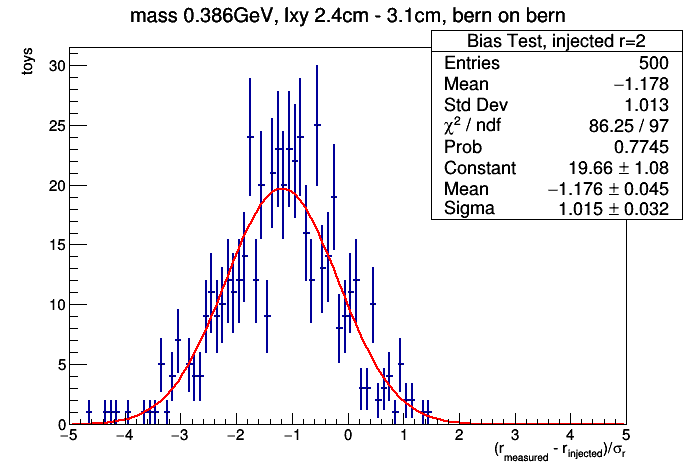 mass 0.386GeV, lxy 2.4cm - 3.1cm, bern on bern
toys
Bias Test, injected r=2
Entries 500
Mean −1.178
Std Dev 1.013
χ² / ndf 86.25 / 97
Prob 0.7745
Constant 19.66 ± 1.08
Mean −1.176 ± 0.045
Sigma 1.015 ± 0.032
30
25
20
15
10
5
0
−5 −4 −3 −2 −1 0 1 2 3 4 5
(r_measured - r_injected)/σ_r